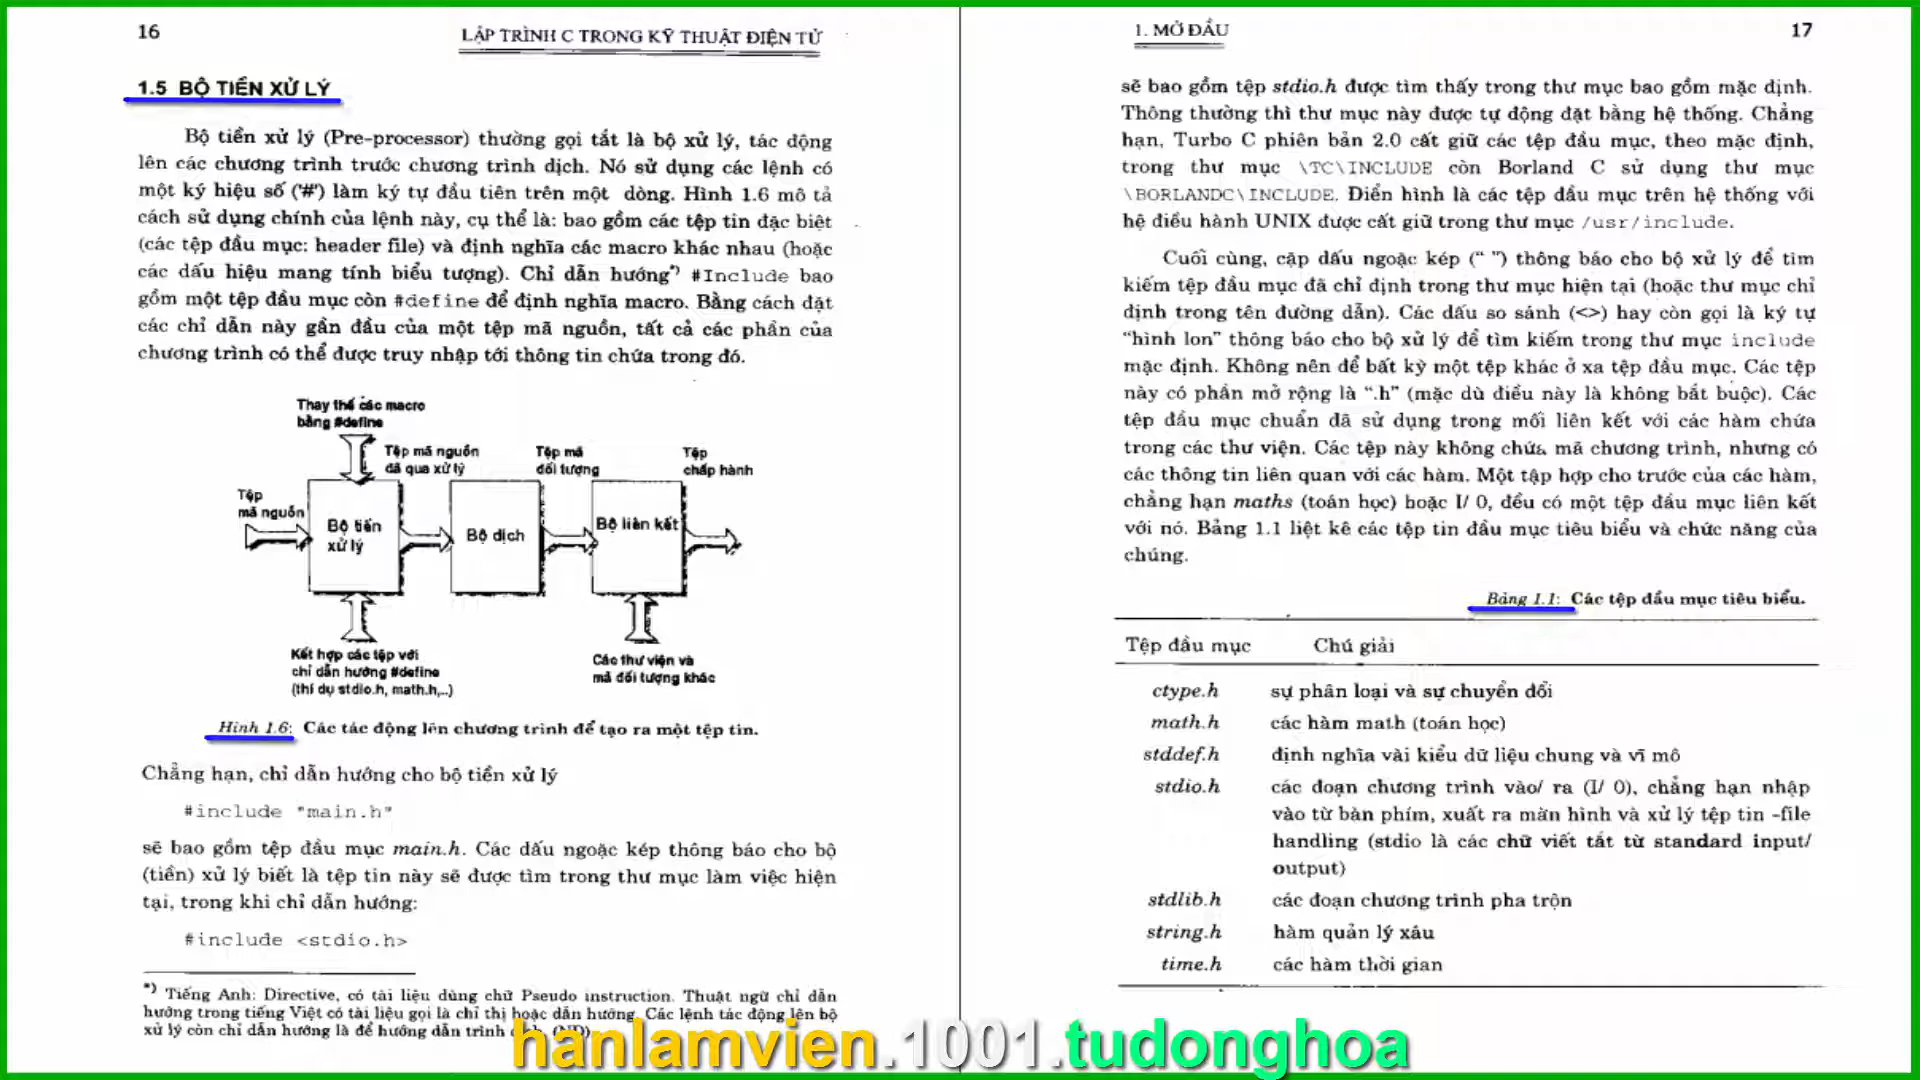 16
LẬP TRÌNH C TRONG KỸ THUẬT ĐIỆN TỬ
1.5 BỘ TIỀN XỬ LÝ
Bộ tiền xử lý (Pre-processor) thường gọi tắt là bộ xử lý, tác động
lên các chương trình trước chương trình dịch. Nó sử dụng các lệnh có
một ký hiệu số ('#') làm ký tự đầu tiên trên một dòng. Hình 1.6 mô tả
cách sử dụng chính của lệnh này, cụ thể là: bao gồm các tệp tin đặc biệt
(các tệp đầu mục: header file) và định nghĩa các macro khác nhau (hoặc
các dấu hiệu mang tính biểu tượng). Chỉ dẫn hướng*) #Include bao
gồm một tệp đầu mục còn #define để định nghĩa macro. Bằng cách đặt
các chỉ dẫn này gần đầu của một tệp mã nguồn, tất cả các phần của
chương trình có thể được truy nhập tới thông tin chứa trong đó.
Thay thế các macro
bằng #define
Tệp mã nguồn
đã qua xử lý
Tệp mã
đối tượng
Tệp
chấp hành
Tệp
mã nguồn
Bộ tiền
xử lý
Bộ dịch
Bộ liên kết
Kết hợp các tệp với
chỉ dẫn hướng #define
(thí dụ stdio.h, math.h,..)
Các thư viện và
mã đối tượng khác
Hình 1.6: Các tác động lên chương trình để tạo ra một tệp tin.
Chẳng hạn, chỉ dẫn hướng cho bộ tiền xử lý
#include "main.h"
sẽ bao gồm tệp đầu mục main.h. Các dấu ngoặc kép thông báo cho bộ
(tiền) xử lý biết là tệp tin này sẽ được tìm trong thư mục làm việc hiện
tại, trong khi chỉ dẫn hướng:
#include <stdio.h>
*) Tiếng Anh: Directive, có tài liệu dùng chữ Pseudo instruction. Thuật ngữ chỉ dẫn
hướng trong tiếng Việt có tài liệu gọi là chỉ thị hoặc dẫn hướng. Các lệnh tác động lên bộ
xử lý còn chỉ dẫn hướng là để hướng dẫn trình dịch. (ND)
1. MỞ ĐẦU
17
sẽ bao gồm tệp stdio.h được tìm thấy trong thư mục bao gồm mặc định.
Thông thường thì thư mục này được tự động đặt bằng hệ thống. Chẳng
hạn, Turbo C phiên bản 2.0 cất giữ các tệp đầu mục, theo mặc định,
trong thư mục \TC\INCLUDE còn Borland C sử dụng thư mục
\BORLANDC\INCLUDE. Điển hình là các tệp đầu mục trên hệ thống với
hệ điều hành UNIX được cất giữ trong thư mục /usr/include.
Cuối cùng, cặp dấu ngoặc kép (“ ”) thông báo cho bộ xử lý để tìm
kiếm tệp đầu mục đã chỉ định trong thư mục hiện tại (hoặc thư mục chỉ
định trong tên đường dẫn). Các dấu so sánh (<>) hay còn gọi là ký tự
“hình lon” thông báo cho bộ xử lý để tìm kiếm trong thư mục include
mặc định. Không nên để bất kỳ một tệp khác ở xa tệp đầu mục. Các tệp
này có phần mở rộng là “.h” (mặc dù điều này là không bắt buộc). Các
tệp đầu mục chuẩn đã sử dụng trong mối liên kết với các hàm chứa
trong các thư viện. Các tệp này không chứa mã chương trình, nhưng có
các thông tin liên quan với các hàm. Một tập hợp cho trước của các hàm,
chẳng hạn maths (toán học) hoặc I/ 0, đều có một tệp đầu mục liên kết
với nó. Bảng 1.1 liệt kê các tệp tin đầu mục tiêu biểu và chức năng của
chúng.
Bảng 1.1: Các tệp đầu mục tiêu biểu.
Tệp đầu mục Chú giải
ctype.h sự phân loại và sự chuyển đổi
math.h các hàm math (toán học)
stddef.h định nghĩa vài kiểu dữ liệu chung và vĩ mô
stdio.h các đoạn chương trình vào/ ra (I/ 0), chẳng hạn nhập
vào từ bàn phím, xuất ra màn hình và xử lý tệp tin -file
handling (stdio là các chữ viết tắt từ standard input/
output)
stdlib.h các đoạn chương trình pha trộn
string.h hàm quản lý xâu
time.h các hàm thời gian
hanlamvien.1001.tudonghoa